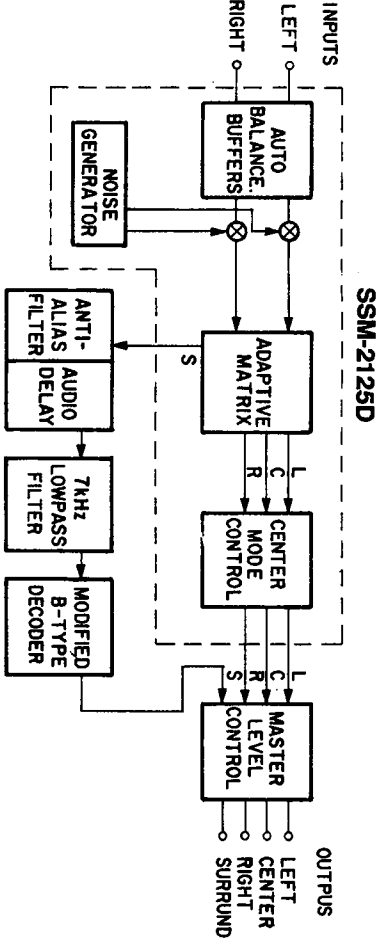 SSM-2125D
INPUTS
LEFT
RIGHT
AUTO
BALANCE.
BUFFERS
NOISE
GENERATOR
ADAPTIVE
MATRIX
L
C
R
S
CENTER
MODE
CONTROL
L
C
R
S
MASTER
LEVEL
CONTROL
OUTPUS
LEFT
CENTER
RIGHT
SURRUND
ANTI-
ALIAS
FILTER
AUDIO
DELAY
7kHz
LOWPASS
FILTER
MODIFIED
B-TYPE
DECODER